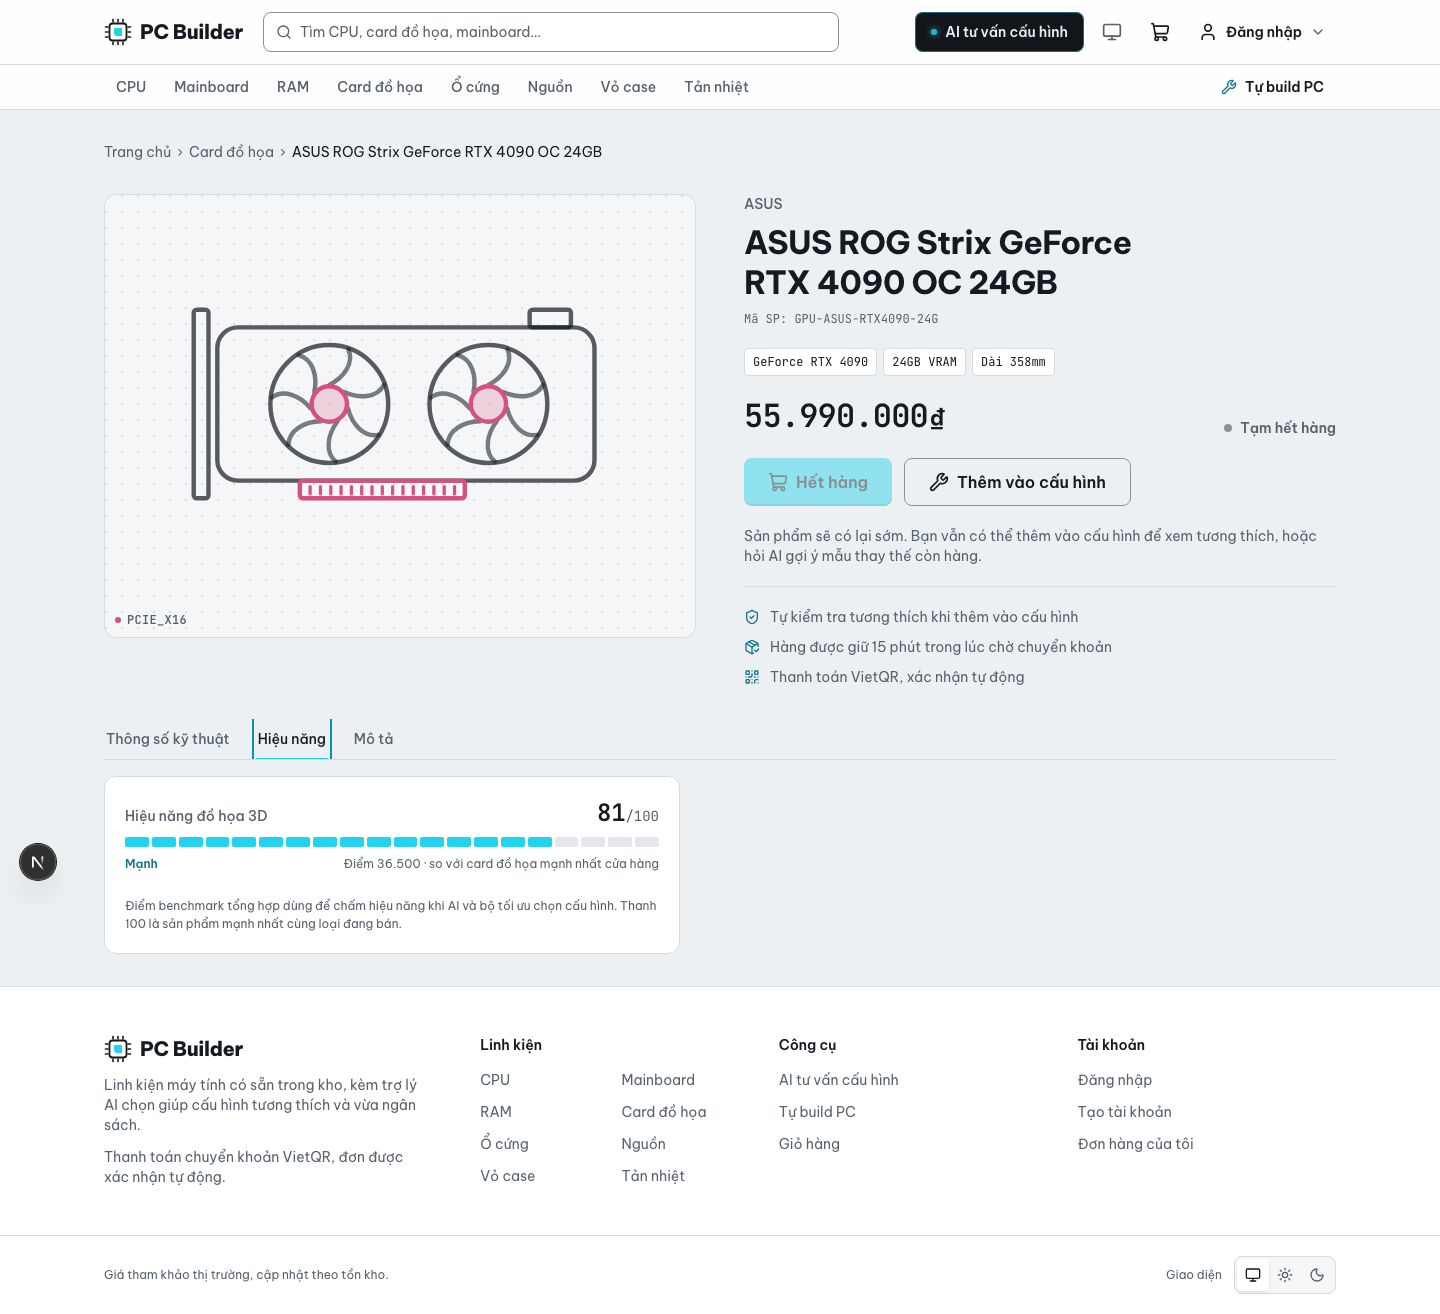 PC Builder
Tìm CPU, card đồ họa, mainboard...
AI tư vấn cấu hình
Đăng nhập
CPU
Mainboard
RAM
Card đồ họa
Ổ cứng
Nguồn
Vỏ case
Tản nhiệt
Tự build PC
Trang chủ › Card đồ họa › ASUS ROG Strix GeForce RTX 4090 OC 24GB
PCIE_X16
ASUS
ASUS ROG Strix GeForce
RTX 4090 OC 24GB
Mã SP: GPU-ASUS-RTX4090-24G
GeForce RTX 4090
24GB VRAM
Dài 358mm
55.990.000₫
Tạm hết hàng
Hết hàng
Thêm vào cấu hình
Sản phẩm sẽ có lại sớm. Bạn vẫn có thể thêm vào cấu hình để xem tương thích, hoặc
hỏi AI gợi ý mẫu thay thế còn hàng.
Tự kiểm tra tương thích khi thêm vào cấu hình
Hàng được giữ 15 phút trong lúc chờ chuyển khoản
Thanh toán VietQR, xác nhận tự động
Thông số kỹ thuật
Hiệu năng
Mô tả
Hiệu năng đồ họa 3D
81/100
Mạnh
Điểm 36.500 · so với card đồ họa mạnh nhất cửa hàng
Điểm benchmark tổng hợp dùng để chấm hiệu năng khi AI và bộ tối ưu chọn cấu hình. Thanh
100 là sản phẩm mạnh nhất cùng loại đang bán.
N
PC Builder
Linh kiện máy tính có sẵn trong kho, kèm trợ lý
AI chọn giúp cấu hình tương thích và vừa ngân
sách.
Thanh toán chuyển khoản VietQR, đơn được
xác nhận tự động.
Linh kiện
CPU
Mainboard
RAM
Card đồ họa
Ổ cứng
Nguồn
Vỏ case
Tản nhiệt
Công cụ
AI tư vấn cấu hình
Tự build PC
Giỏ hàng
Tài khoản
Đăng nhập
Tạo tài khoản
Đơn hàng của tôi
Giá tham khảo thị trường, cập nhật theo tồn kho.
Giao diện